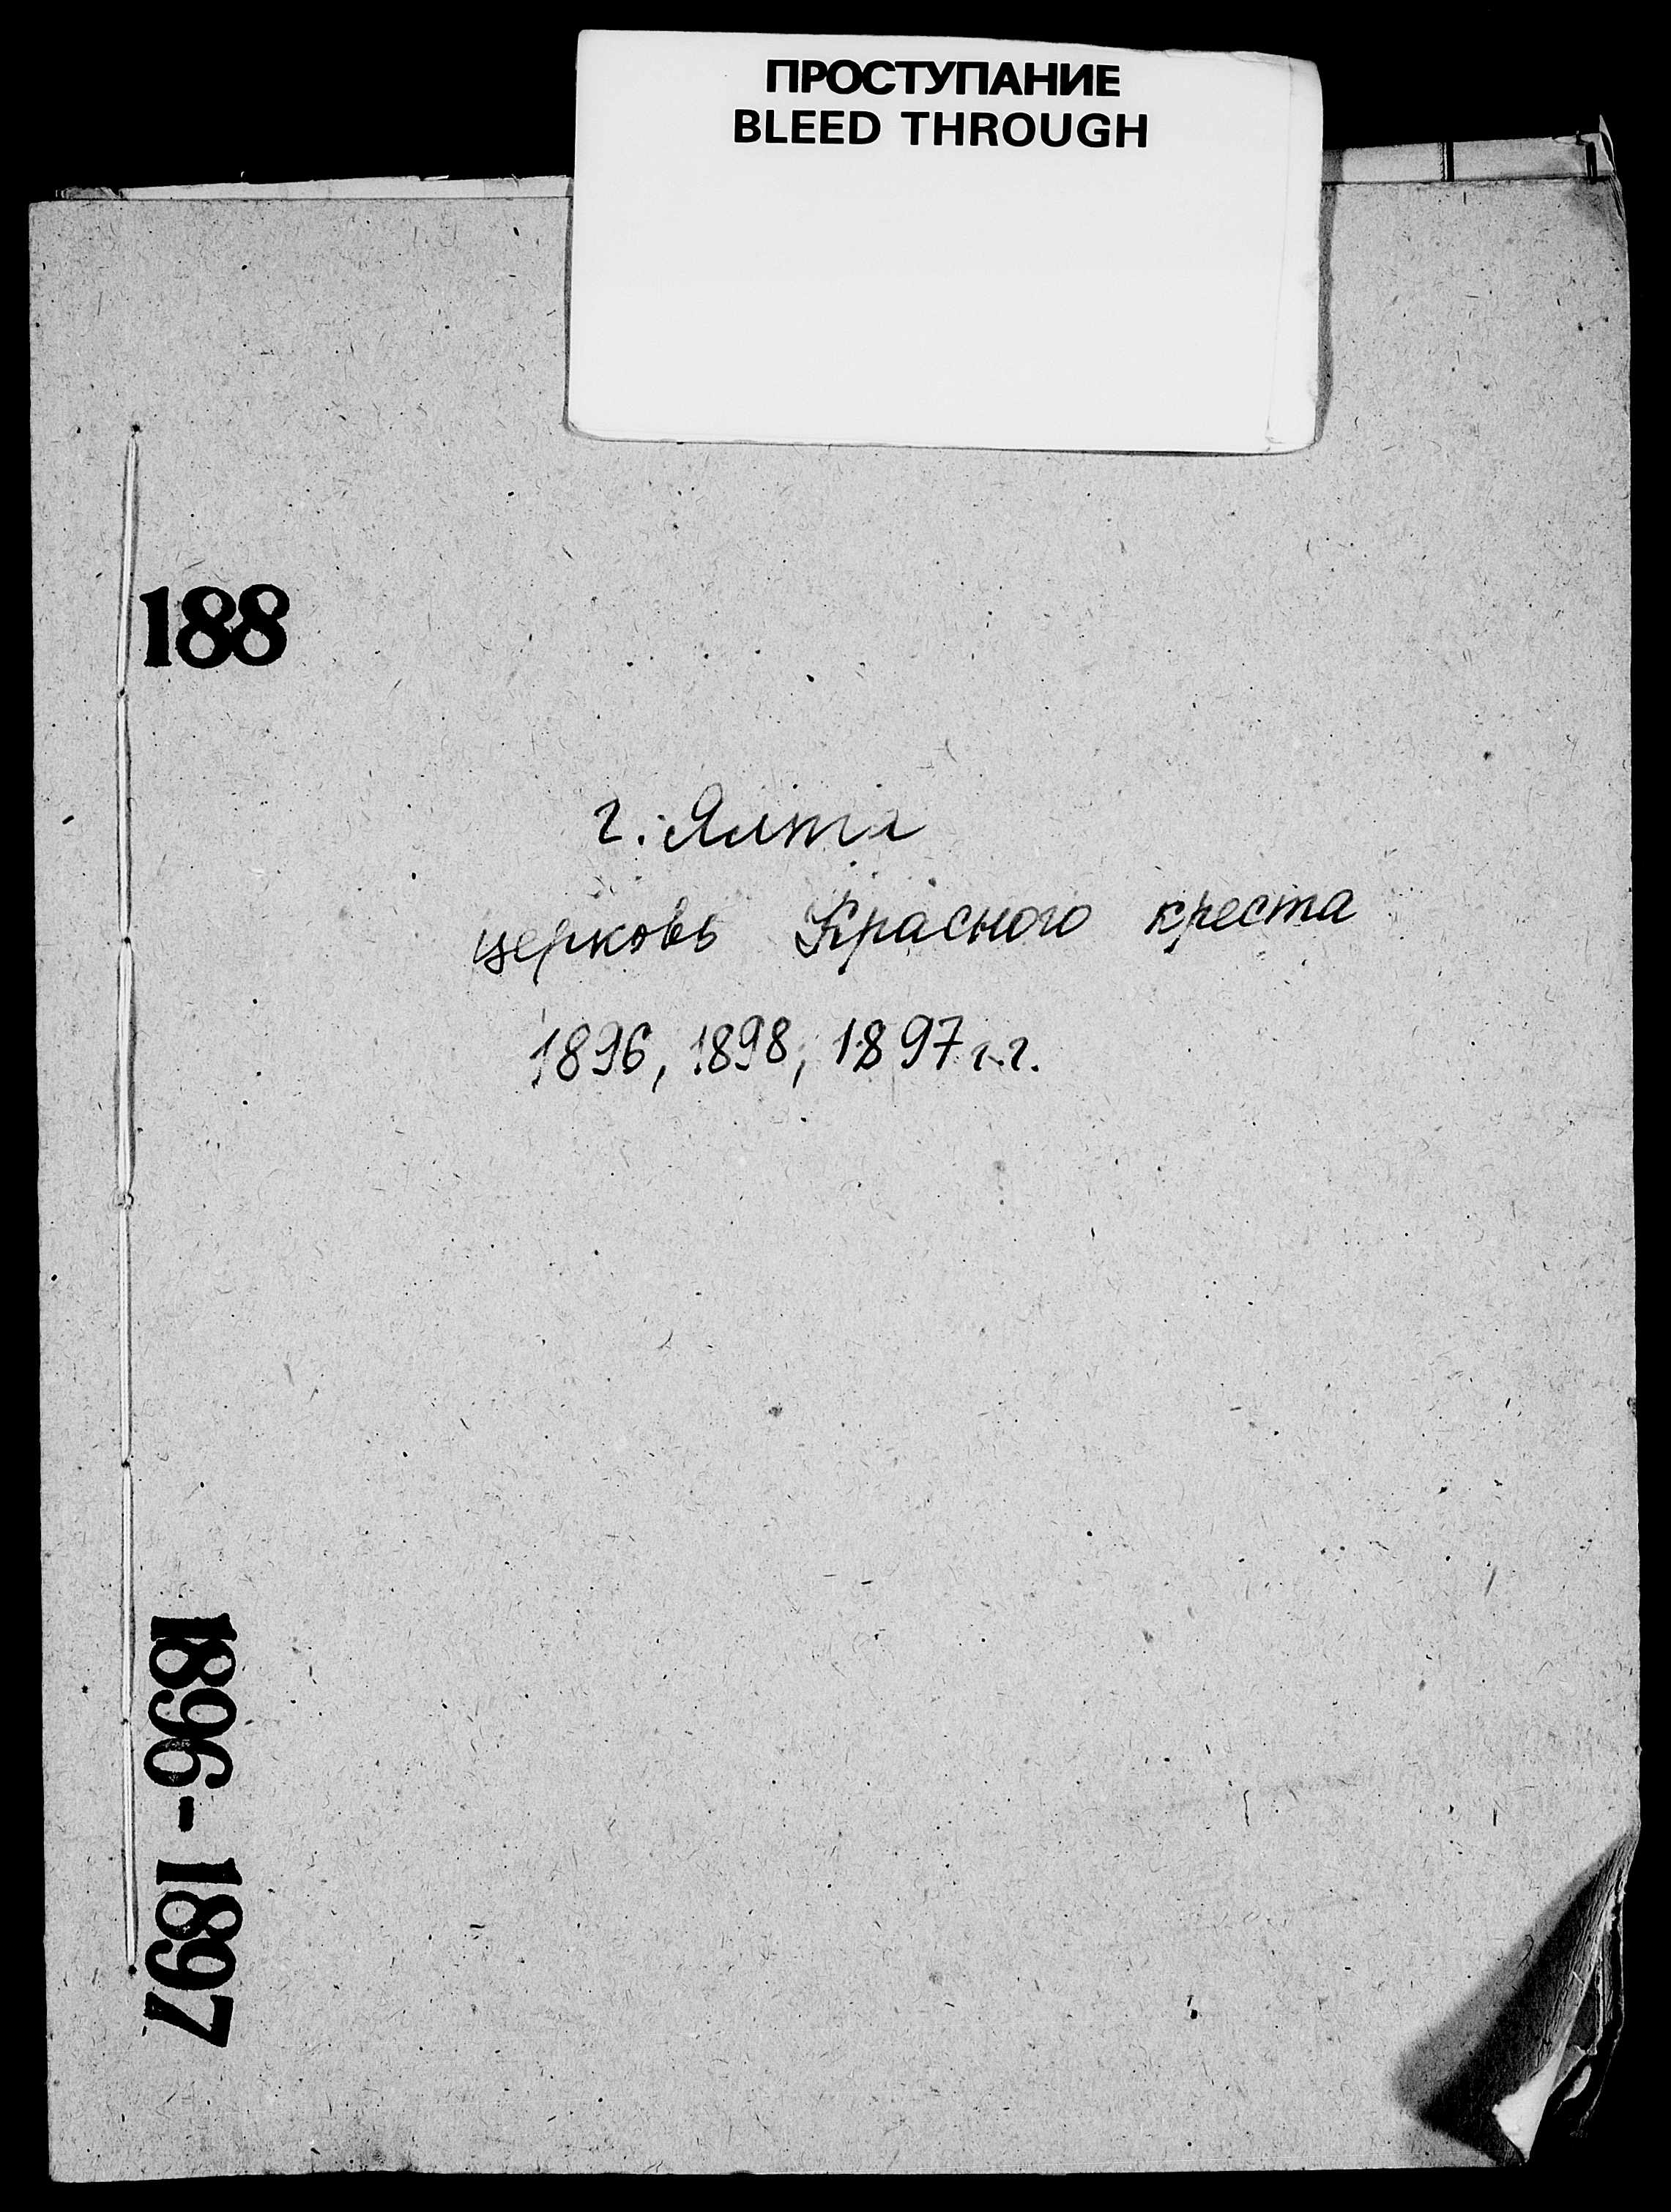 ПРОСТУПАНИЕ
BLEED THROUGH
188
г. Ялта
церковь Красного креста
1896, 1898, 1897 г.г.
1896-1897